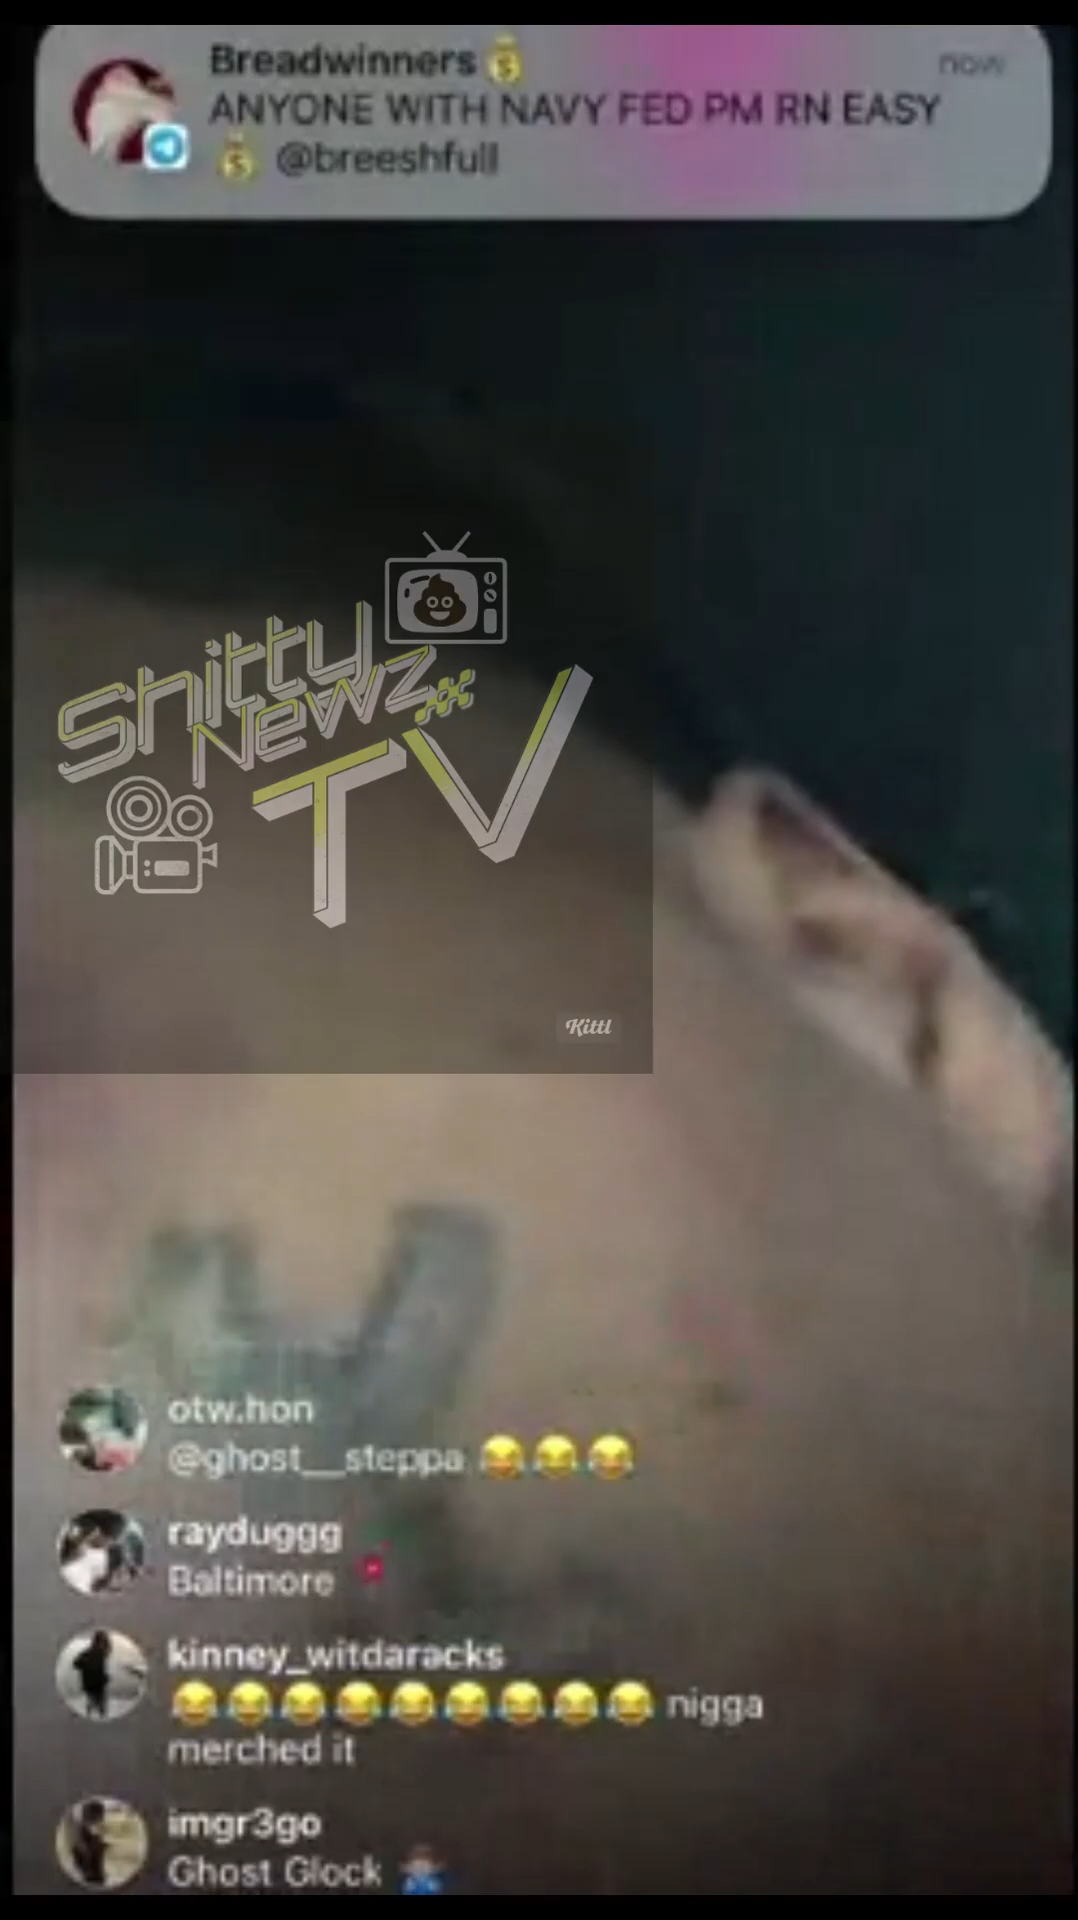 Breadwinners
now
ANYONE WITH NAVY FED PM RN EASY
@breeshfull
Shitty
Newz
TV
Kittl
otw.hon
@ghost__steppa
rayduggg
Baltimore
kinney_witdaracks
nigga
merched it
imgr3go
Ghost Glock